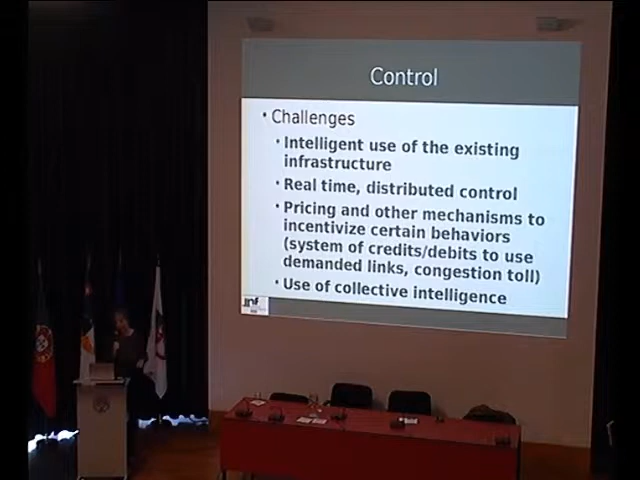 Control
• Challenges
• Intelligent use of the existing
infrastructure
• Real time, distributed control
• Pricing and other mechanisms to
incentivize certain behaviors
(system of credits/debits to use
demanded links, congestion toll)
• Use of collective intelligence